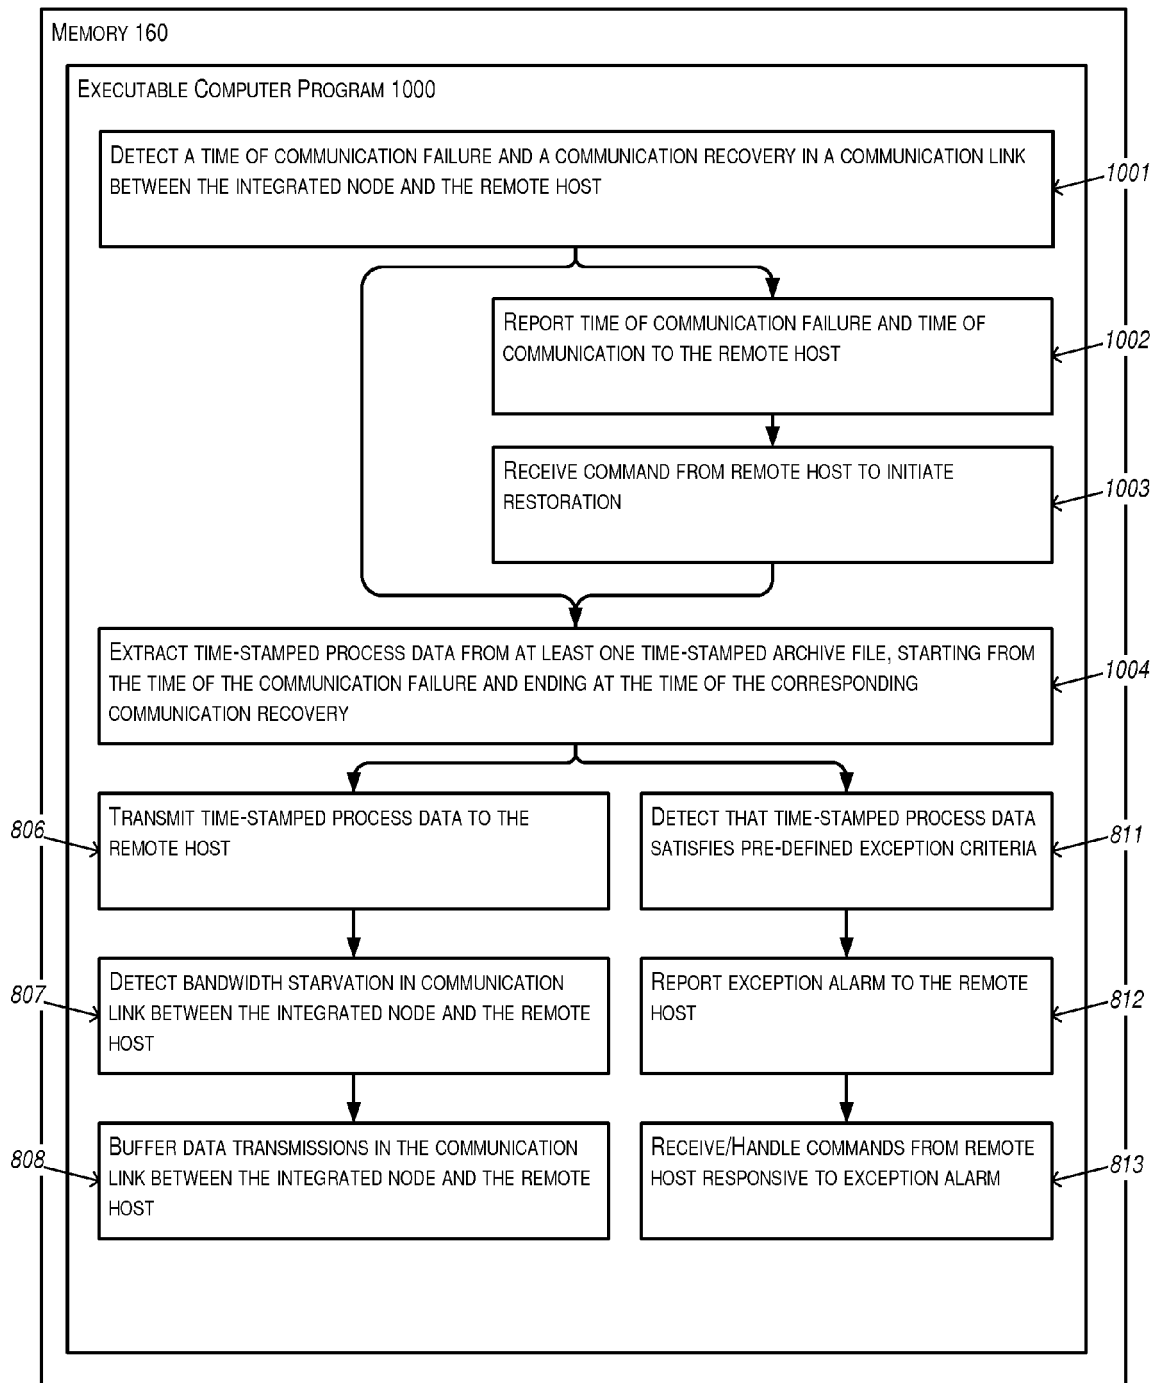 MEMORY 160
EXECUTABLE COMPUTER PROGRAM 1000
DETECT A TIME OF COMMUNICATION FAILURE AND A COMMUNICATION RECOVERY IN A COMMUNICATION LINK
BETWEEN THE INTEGRATED NODE AND THE REMOTE HOST
1001
REPORT TIME OF COMMUNICATION FAILURE AND TIME OF
COMMUNICATION TO THE REMOTE HOST
1002
RECEIVE COMMAND FROM REMOTE HOST TO INITIATE
RESTORATION
1003
EXTRACT TIME-STAMPED PROCESS DATA FROM AT LEAST ONE TIME-STAMPED ARCHIVE FILE, STARTING FROM
THE TIME OF THE COMMUNICATION FAILURE AND ENDING AT THE TIME OF THE CORRESPONDING
COMMUNICATION RECOVERY
1004
806
TRANSMIT TIME-STAMPED PROCESS DATA TO THE
REMOTE HOST
DETECT THAT TIME-STAMPED PROCESS DATA
SATISFIES PRE-DEFINED EXCEPTION CRITERIA
811
807
DETECT BANDWIDTH STARVATION IN COMMUNICATION
LINK BETWEEN THE INTEGRATED NODE AND THE REMOTE
HOST
REPORT EXCEPTION ALARM TO THE REMOTE
HOST
812
808
BUFFER DATA TRANSMISSIONS IN THE COMMUNICATION
LINK BETWEEN THE INTEGRATED NODE AND THE REMOTE
HOST
RECEIVE/HANDLE COMMANDS FROM REMOTE
HOST RESPONSIVE TO EXCEPTION ALARM
813